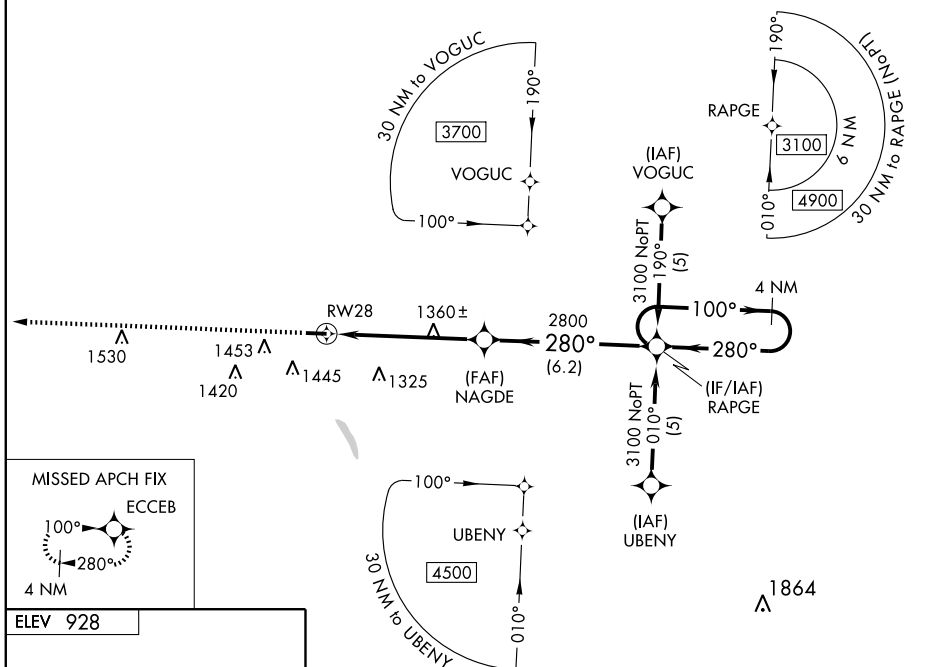 30 NM to VOGUC
190°
3700
VOGUC
100°
190°
RAPGE
3100
9 NM
4900
010°
30 NM to RAPGE (NoPT)
(IAF)
VOGUC
3100 NoPT
190°
(5)
4 NM
100°
280°
RW28
1360±
2800
280°
(6.2)
1530
1453
1420
1445
1325
(FAF)
NAGDE
(IF/IAF)
RAPGE
3100 NoPT
010°
(5)
(IAF)
UBENY
MISSED APCH FIX
ECCEB
100°
280°
4 NM
100°
UBENY
4500
010°
30 NM to UBENY
1864
ELEV 928